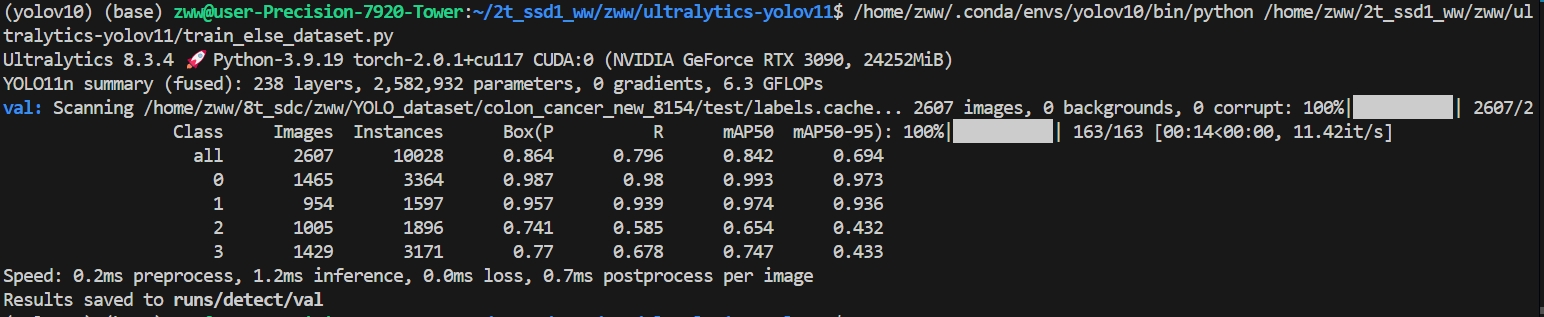 (yolov10) (base) zww@user-Precision-7920-Tower:~/2t_ssd1_ww/zww/ultralytics-yolov11$ /home/zww/.conda/envs/yolov10/bin/python /home/zww/2t_ssd1_ww/zww/ul
tralytics-yolov11/train_else_dataset.py
Ultralytics 8.3.4 🚀 Python-3.9.19 torch-2.0.1+cu117 CUDA:0 (NVIDIA GeForce RTX 3090, 24252MiB)
YOLO11n summary (fused): 238 layers, 2,582,932 parameters, 0 gradients, 6.3 GFLOPs
val: Scanning /home/zww/8t_sdc/zww/YOLO_dataset/colon_cancer_new_8154/test/labels.cache... 2607 images, 0 backgrounds, 0 corrupt: 100%|██████████| 2607/2
Class Images Instances Box(P R mAP50 mAP50-95): 100%|██████████| 163/163 [00:14<00:00, 11.42it/s]
all 2607 10028 0.864 0.796 0.842 0.694
0 1465 3364 0.987 0.98 0.993 0.973
1 954 1597 0.957 0.939 0.974 0.936
2 1005 1896 0.741 0.585 0.654 0.432
3 1429 3171 0.77 0.678 0.747 0.433
Speed: 0.2ms preprocess, 1.2ms inference, 0.0ms loss, 0.7ms postprocess per image
Results saved to runs/detect/val